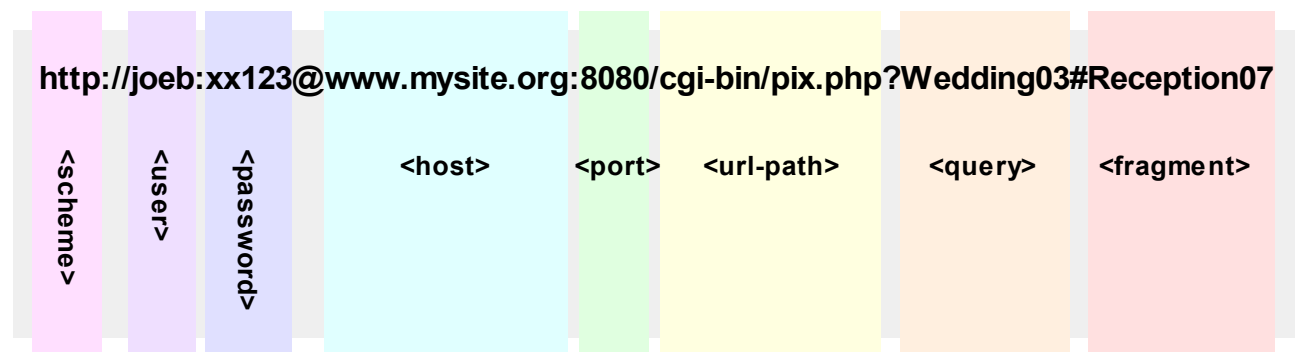 http://joeb:xx123@www.mysite.org:8080/cgi-bin/pix.php?Wedding03#Reception07
<scheme>
<user>
<password>
<host>
<port>
<url-path>
<query>
<fragment>